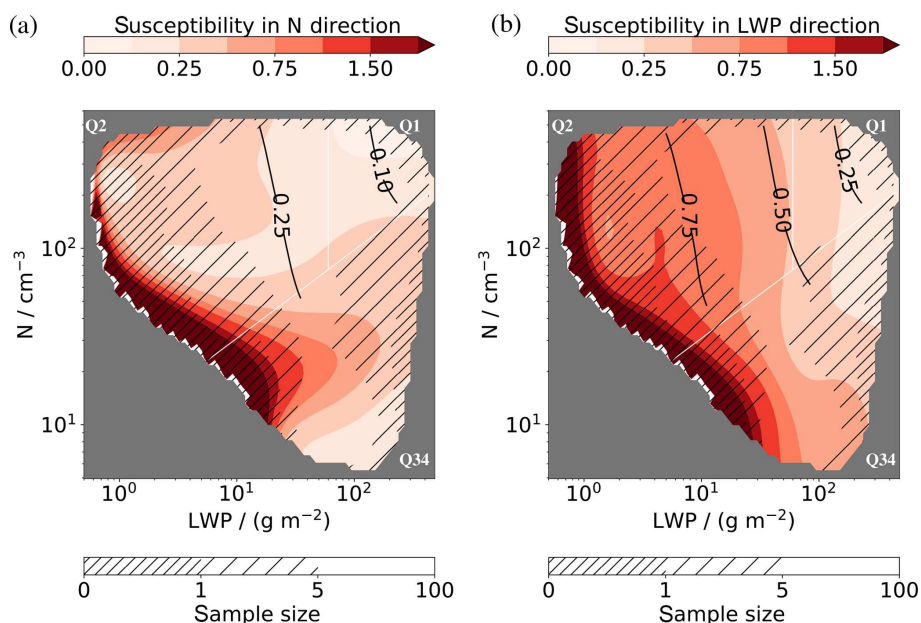 (a)
Susceptibility in N direction
0.00 0.25 0.75 1.50
Q2 Q1
0.10
0.25
10²
10¹
N / cm⁻³
Q34
10⁰ 10¹ 10²
LWP / (g m⁻²)
0 1 5 100
Sample size
(b)
Susceptibility in LWP direction
0.00 0.25 0.75 1.50
Q2 Q1
0.25
0.50
0.75
10²
10¹
N / cm⁻³
Q34
10⁰ 10¹ 10²
LWP / (g m⁻²)
0 1 5 100
Sample size